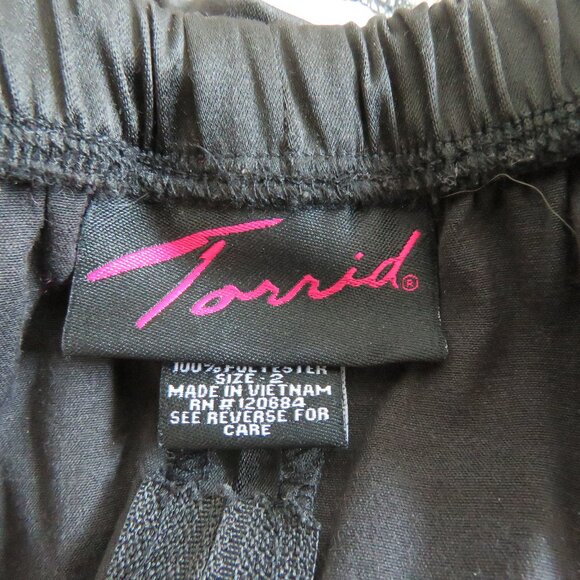 Torrid®
100% POLYESTER
SIZE: 2
MADE IN VIETNAM
RN# 120684
SEE REVERSE FOR
CARE